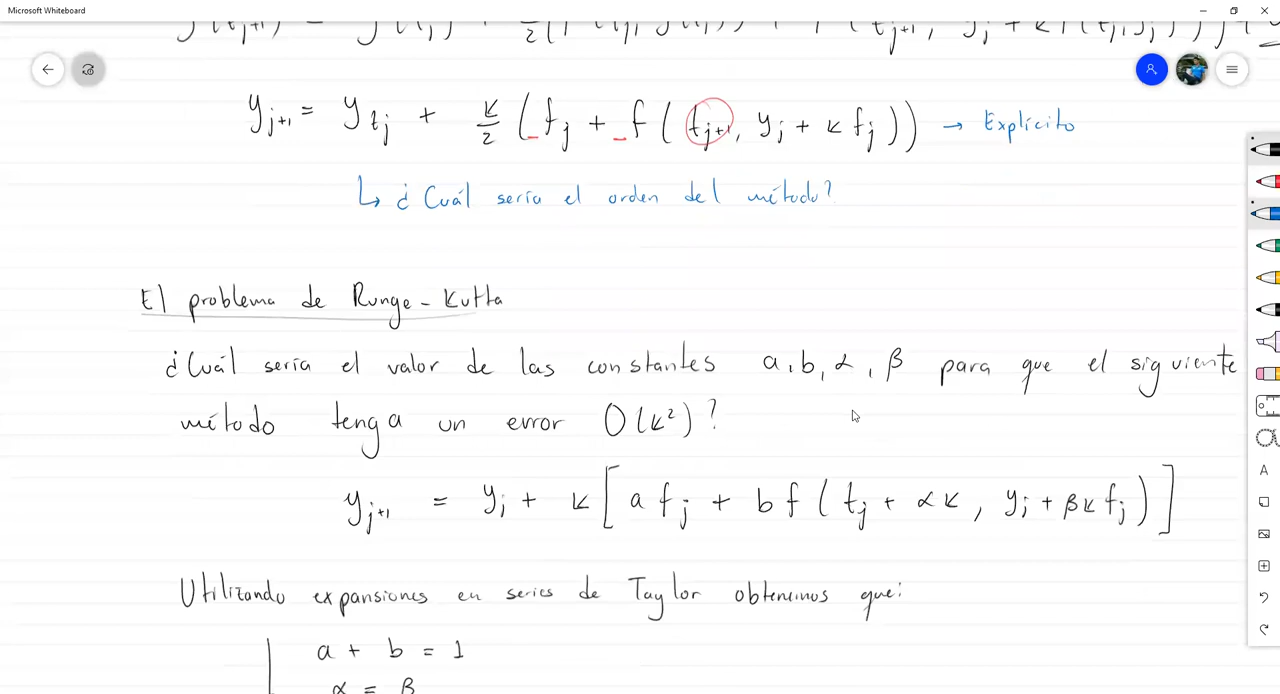 Microsoft Whiteboard
y_{j+1} = y_{t_j} + k/2 ( f_j + f ( t_{j+1}, y_j + k f_j ) ) → Explícito
↳ ¿ Cuál sería el orden del método?
El problema de Runge - Kutta
¿Cuál sería el valor de las constantes a, b, α, β para que el siguiente
método tenga un error O(k²)?
y_{j+1} = y_j + k [ a f_j + b f ( t_j + αk, y_j + βk f_j ) ]
Utilizando expansiones en series de Taylor obtenemos que:
a + b = 1
α = β
A